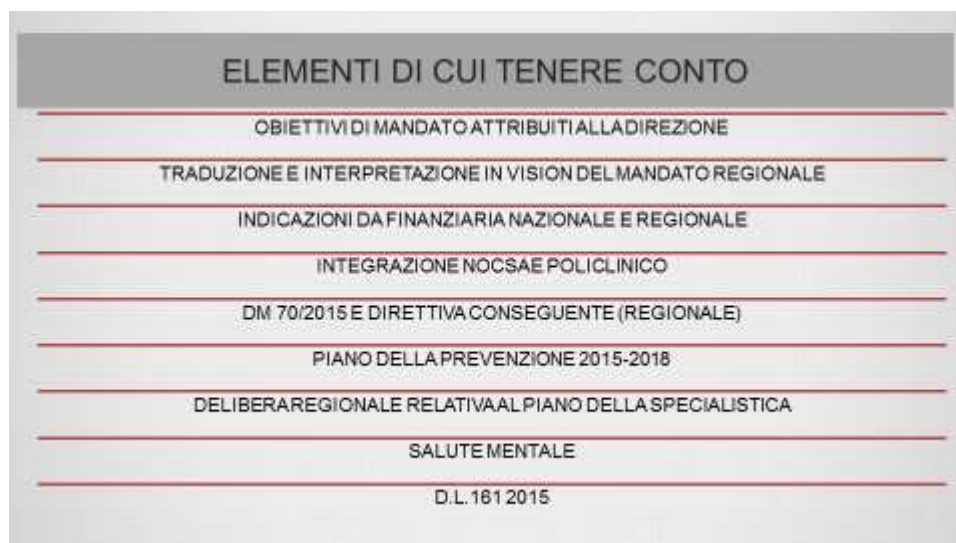 ELEMENTI DI CUI TENERE CONTO
OBIETTIVI DI MANDATO ATTRIBUITI ALLA DIREZIONE
TRADUZIONE E INTERPRETAZIONE IN VISION DEL MANDATO REGIONALE
INDICAZIONI DA FINANZIARIA NAZIONALE E REGIONALE
INTEGRAZIONE NOCSAE POLICLINICO
DM 70/2015 E DIRETTIVA CONSEGUENTE (REGIONALE)
PIANO DELLA PREVENZIONE 2015-2018
DELIBERA REGIONALE RELATIVA AL PIANO DELLA SPECIALISTICA
SALUTE MENTALE
D.L.161 2015